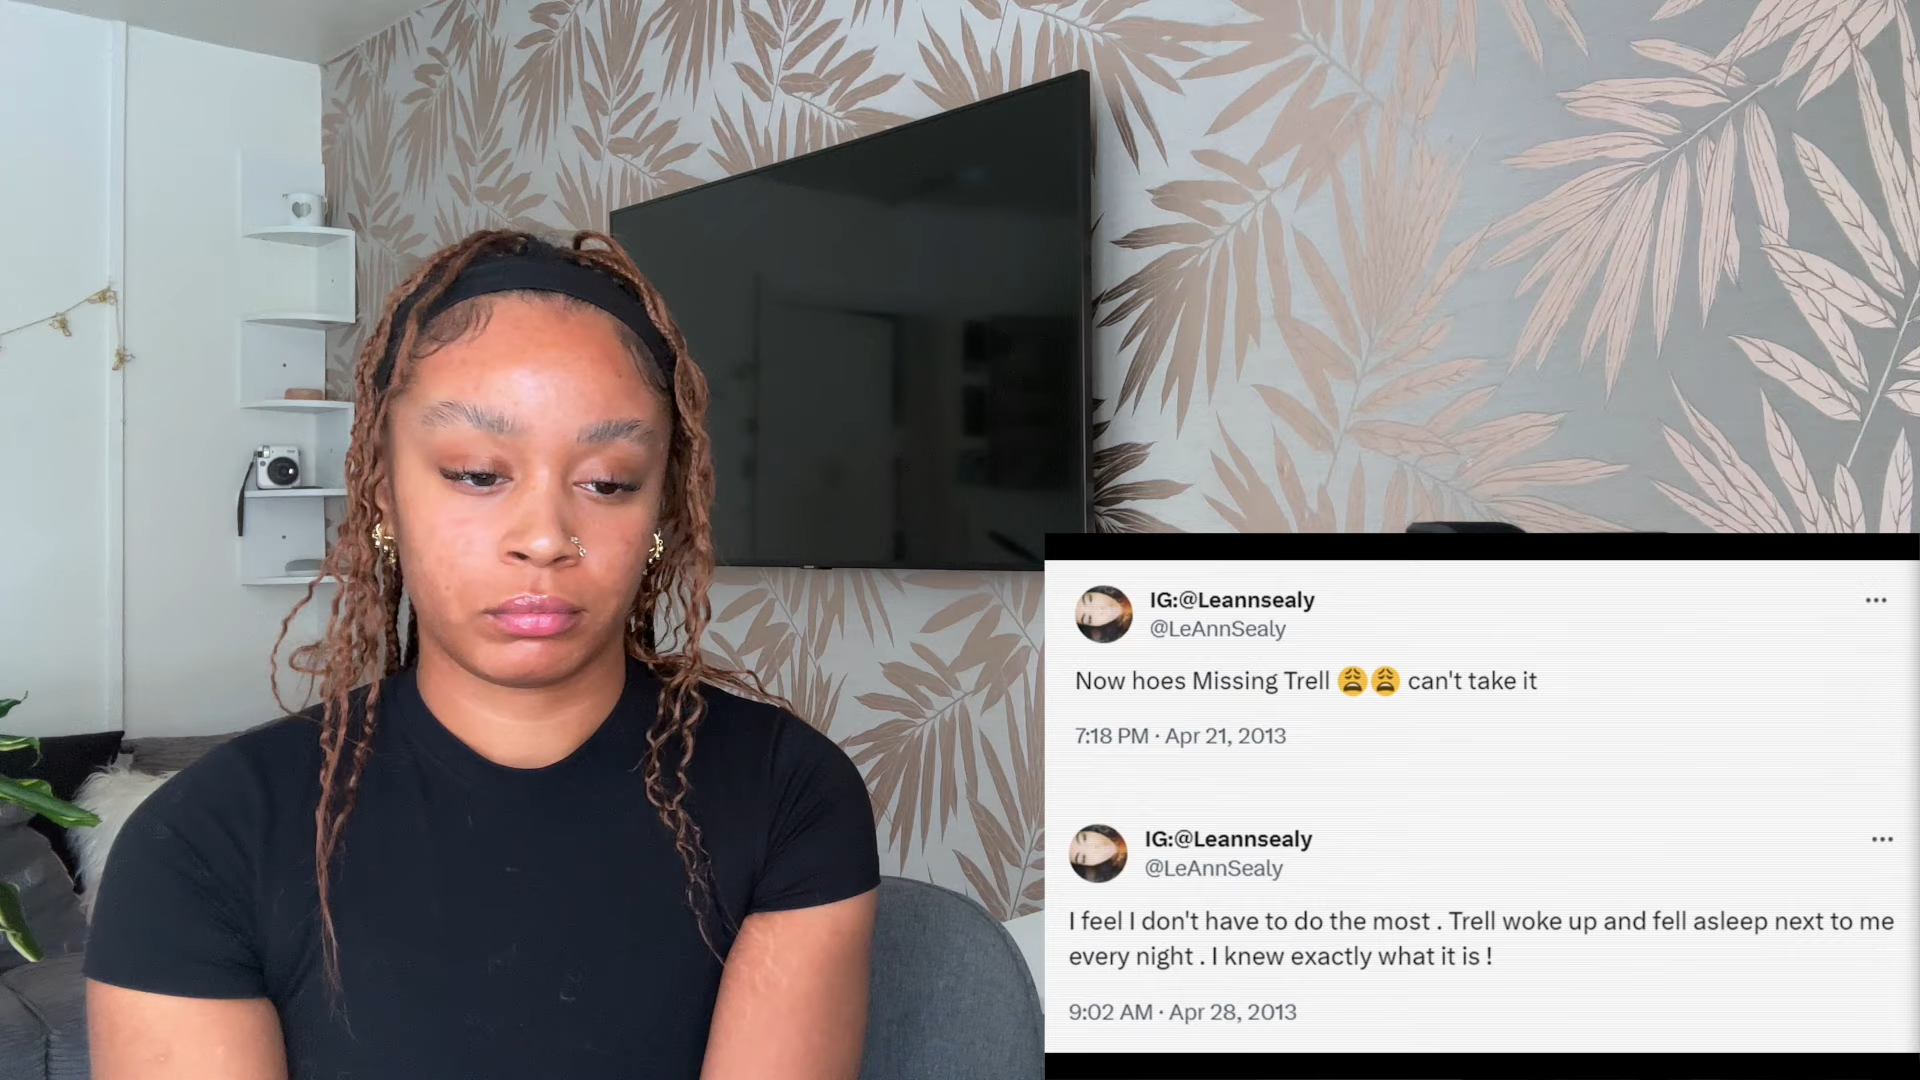 IG:@Leannsealy
@LeAnnSealy
Now hoes Missing Trell 😩😩 can't take it
7:18 PM · Apr 21, 2013
IG:@Leannsealy
@LeAnnSealy
I feel I don't have to do the most . Trell woke up and fell asleep next to me
every night . I knew exactly what it is !
9:02 AM · Apr 28, 2013